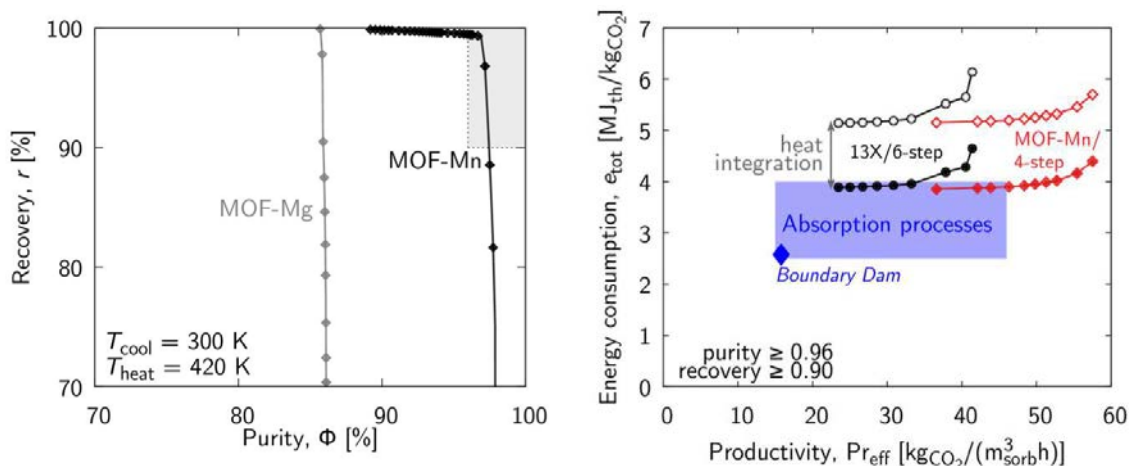 100
90
80
70
Recovery, r [%]
MOF-Mn
MOF-Mg
T_cool = 300 K
T_heat = 420 K
70 80 90 100
Purity, Φ [%]
7
6
5
4
3
2
1
0
Energy consumption, e_tot [MJ_th/kg_CO₂]
heat
integration
13X/6-step
MOF-Mn/
4-step
Absorption processes
Boundary Dam
purity ≥ 0.96
recovery ≥ 0.90
0 10 20 30 40 50 60
Productivity, Pr_eff [kg_CO₂/(m³_sorb h)]